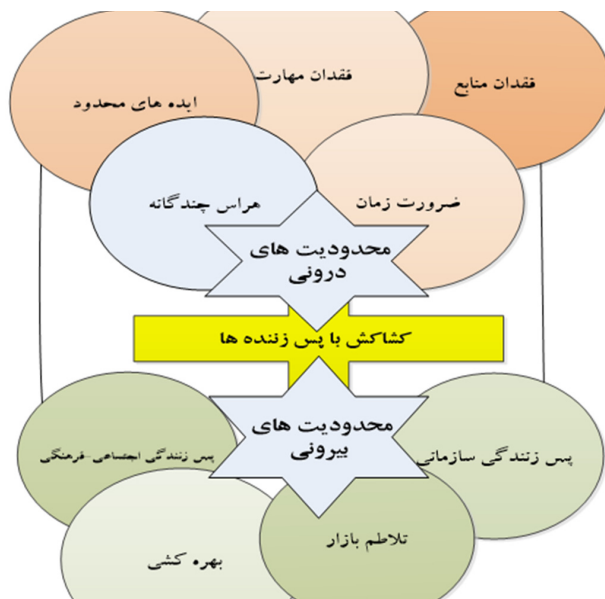 فقدان منابع
فقدان مهارت
ایده های محدود
ضرورت زمان
هراس چندگانه
محدودیت های
درونی
کشاکش با پس زننده ها
محدودیت های
بیرونی
پس زنندگی سازمانی
پس زنندگی اجتماعی-فرهنگی
تلاطم بازار
بهره کشی